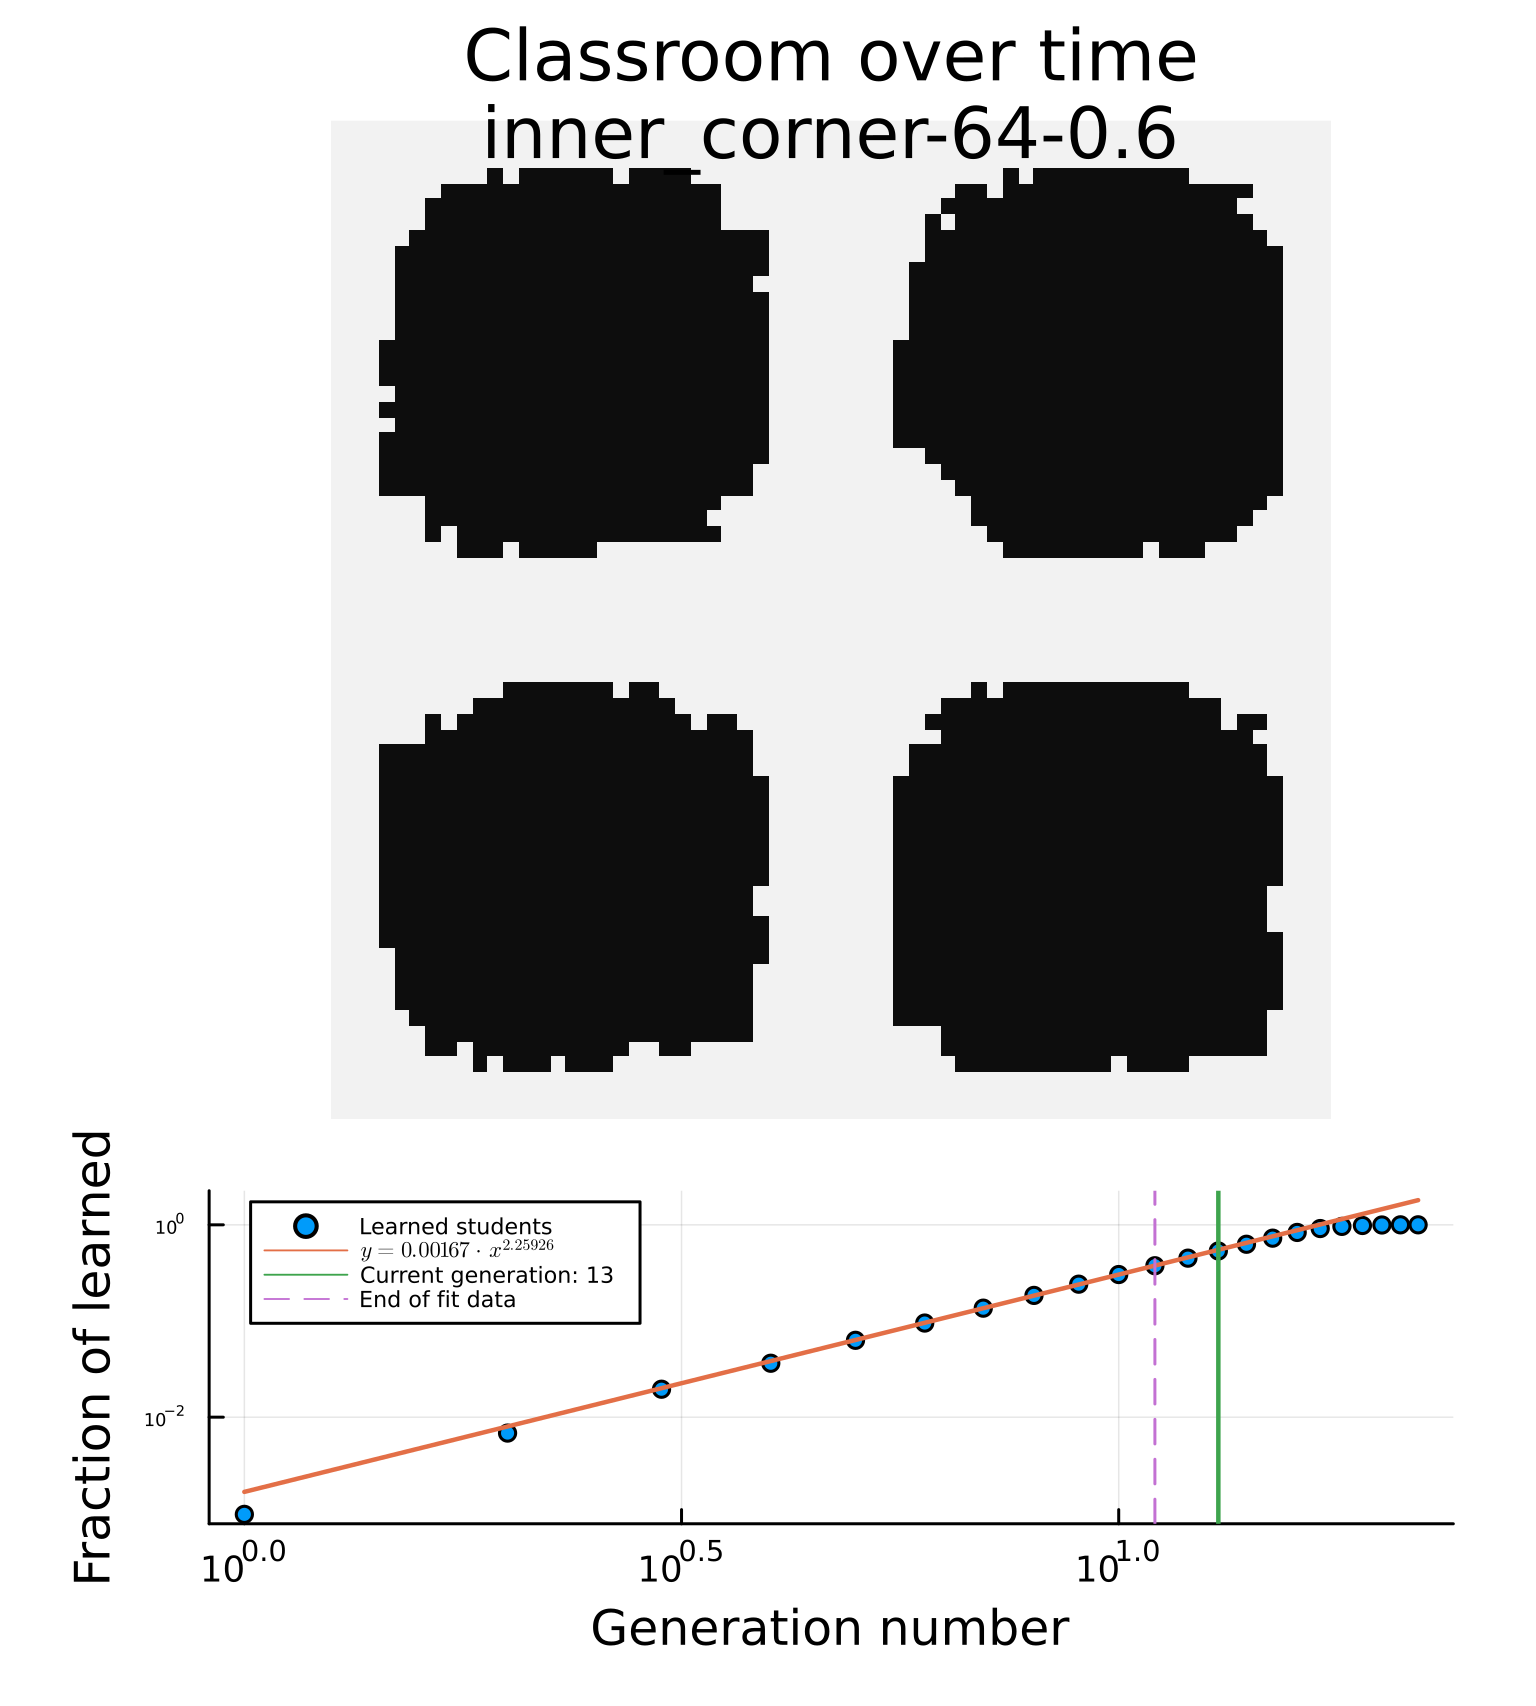 Classroom over time
inner_corner-64-0.6
Fraction of learned
10^0
10^−2
Learned students
y = 0.00167 · x^2.25926
Current generation: 13
End of fit data
10^0.0
10^0.5
10^1.0
Generation number